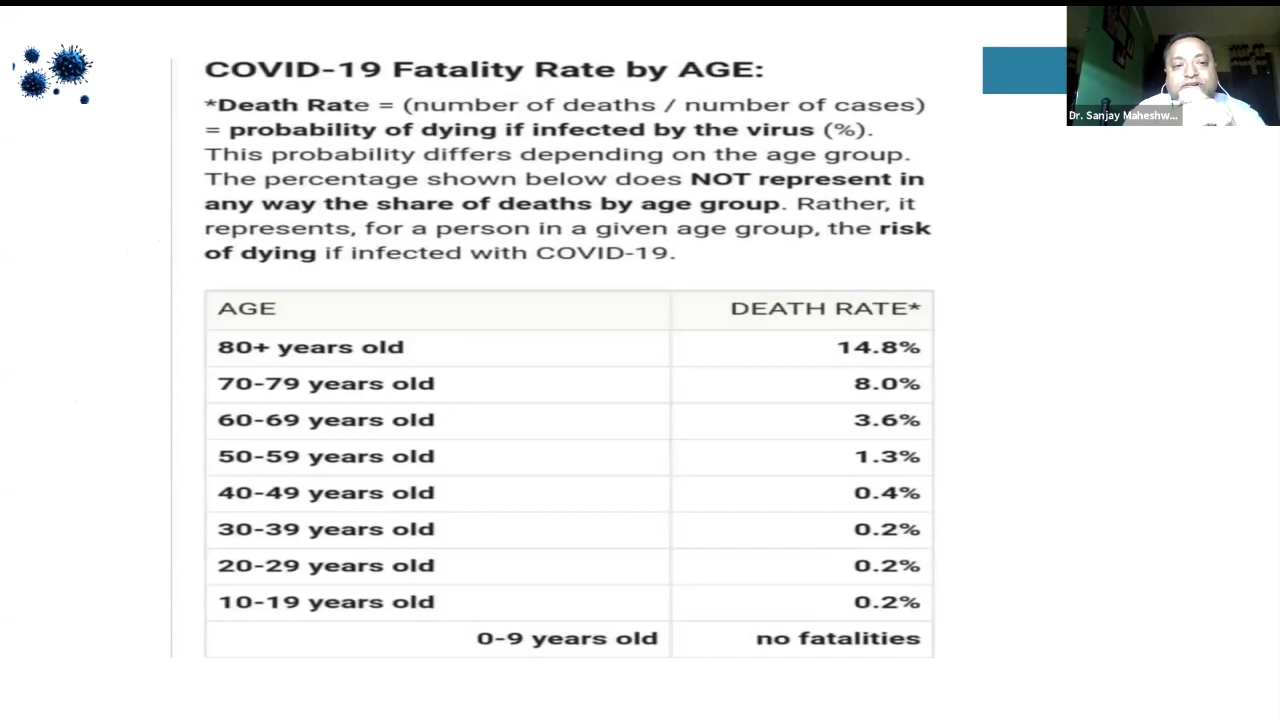 COVID-19 Fatality Rate by AGE:
*Death Rate = (number of deaths / number of cases)
= probability of dying if infected by the virus (%).
This probability differs depending on the age group.
The percentage shown below does NOT represent in
any way the share of deaths by age group. Rather, it
represents, for a person in a given age group, the risk
of dying if infected with COVID-19.
AGE DEATH RATE*
80+ years old 14.8%
70-79 years old 8.0%
60-69 years old 3.6%
50-59 years old 1.3%
40-49 years old 0.4%
30-39 years old 0.2%
20-29 years old 0.2%
10-19 years old 0.2%
0-9 years old no fatalities
Dr. Sanjay Maheshw...